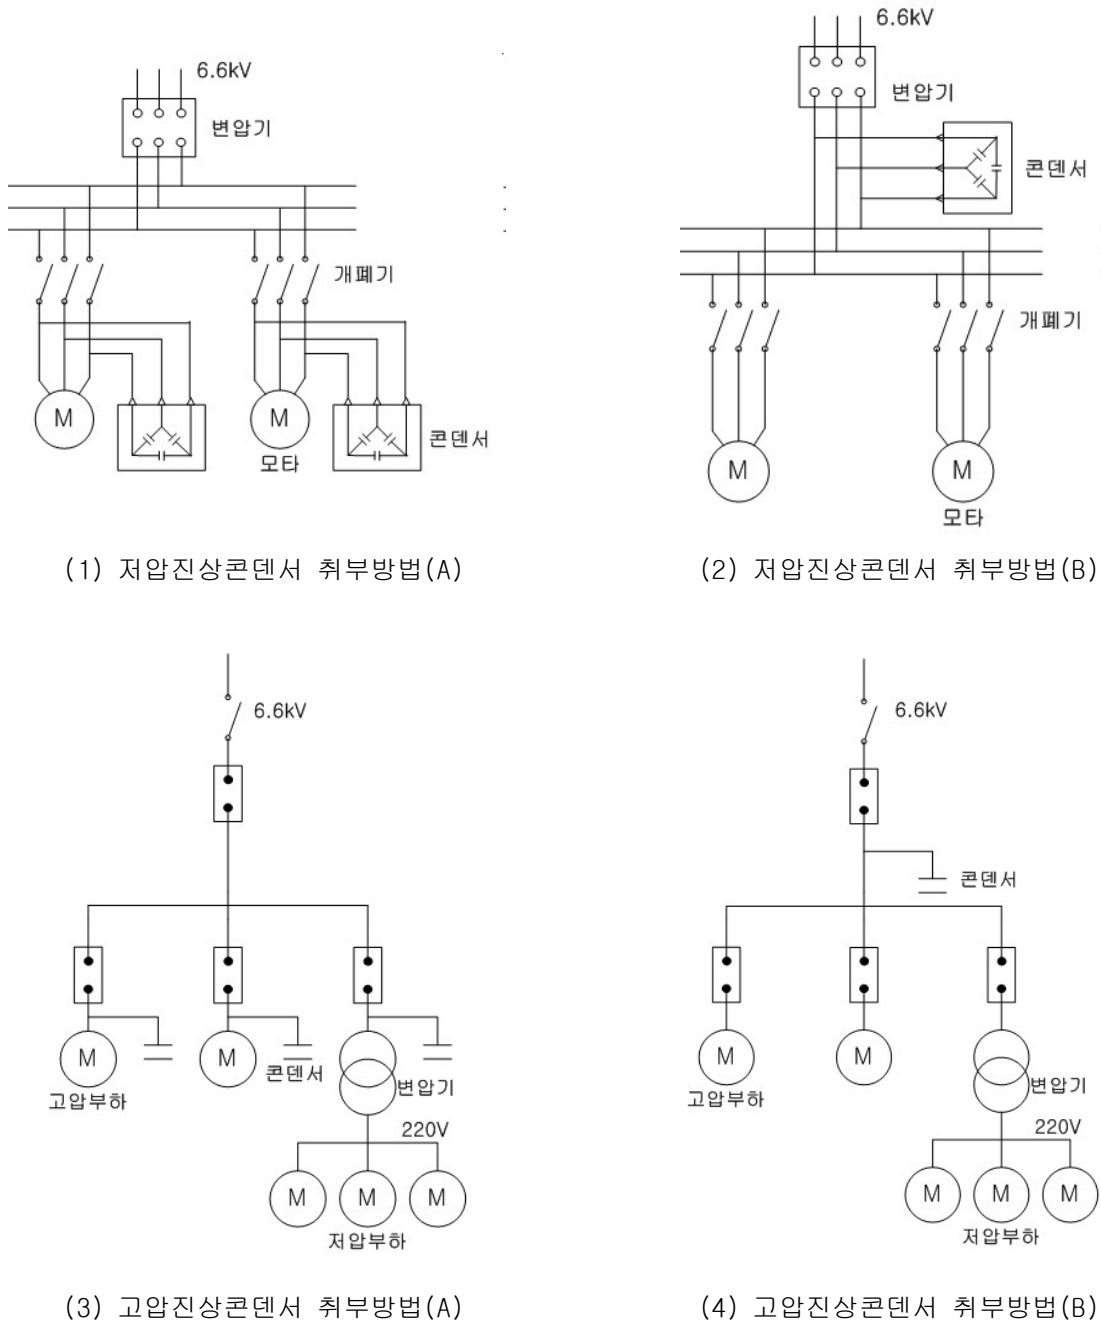 6.6kV
변압기
개폐기
M
M
콘덴서
모타
(1) 저압진상콘덴서 취부방법(A)
6.6kV
변압기
콘덴서
개폐기
M
M
모타
(2) 저압진상콘덴서 취부방법(B)
6.6kV
M
M
콘덴서
변압기
고압부하
220V
M
M
M
저압부하
(3) 고압진상콘덴서 취부방법(A)
6.6kV
콘덴서
M
M
변압기
고압부하
220V
M
M
M
저압부하
(4) 고압진상콘덴서 취부방법(B)